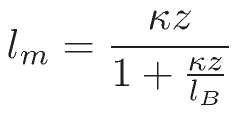 $l_m = \frac{\kappa z}{1 + \frac{\kappa z}{l_B}}$